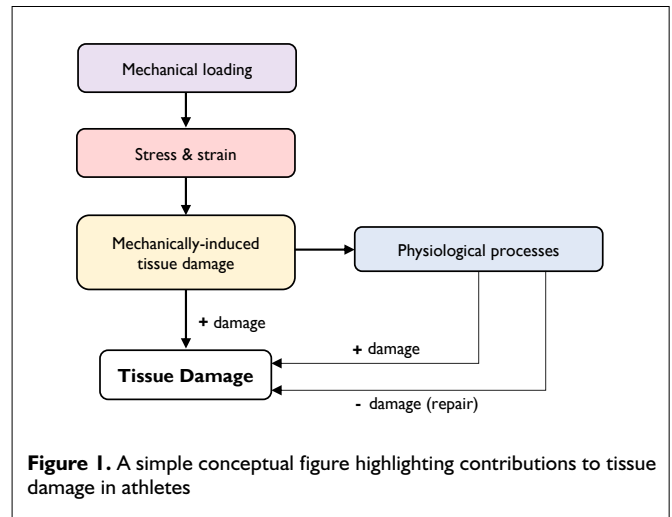 Mechanical loading
Stress & strain
Mechanically-induced
tissue damage
Physiological processes
+ damage
+ damage
Tissue Damage
- damage (repair)
Figure 1. A simple conceptual figure highlighting contributions to tissue
damage in athletes